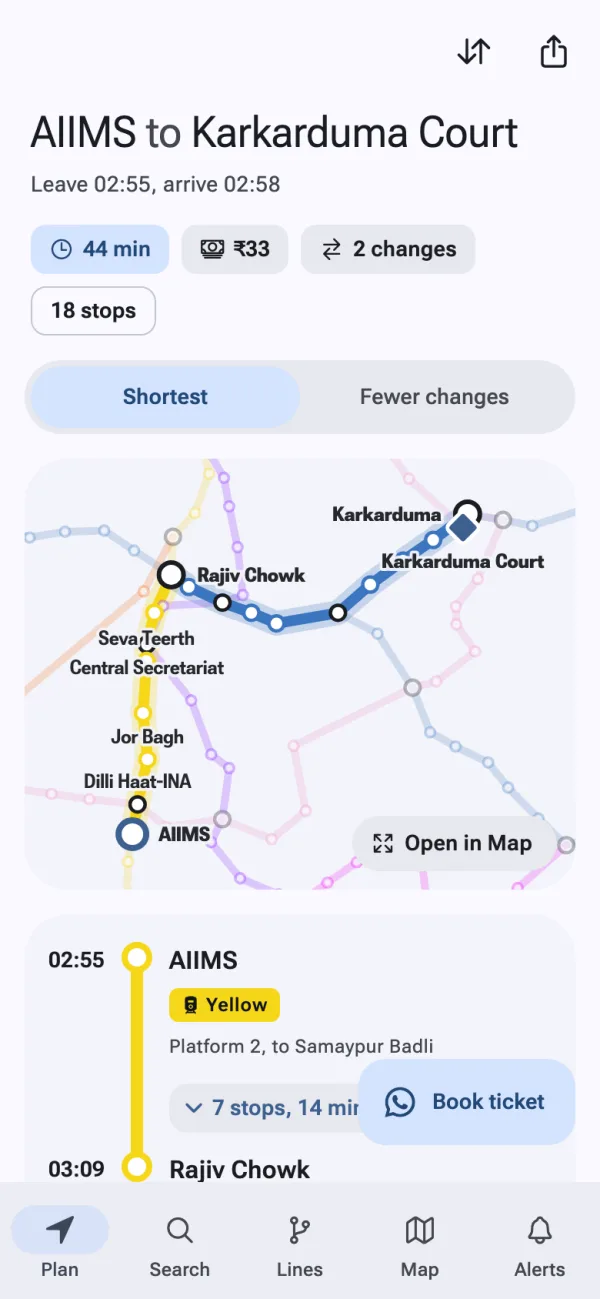 AIIMS to Karkarduma Court
Leave 02:55, arrive 02:58
44 min
₹33
2 changes
18 stops
Shortest
Fewer changes
Karkarduma
Karkarduma Court
Rajiv Chowk
Seva Teerth
Central Secretariat
Jor Bagh
Dilli Haat-INA
AIIMS
Open in Map
02:55 AIIMS
Yellow
Platform 2, to Samaypur Badli
7 stops, 14 min
Book ticket
03:09 Rajiv Chowk
Plan
Search
Lines
Map
Alerts